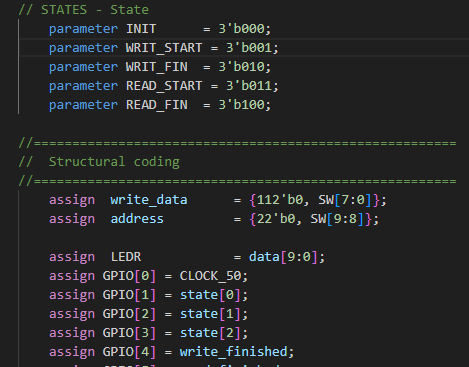 // STATES - State
parameter INIT      = 3'b000;
parameter WRIT_START = 3'b001;
parameter WRIT_FIN  = 3'b010;
parameter READ_START = 3'b011;
parameter READ_FIN  = 3'b100;
//=======================================================
//  Structural coding
//=======================================================
assign  write_data      = {112'b0, SW[7:0]};
assign  address         = {22'b0, SW[9:8]};
assign  LEDR            = data[9:0];
assign GPIO[0] = CLOCK_50;
assign GPIO[1] = state[0];
assign GPIO[2] = state[1];
assign GPIO[3] = state[2];
assign GPIO[4] = write_finished;